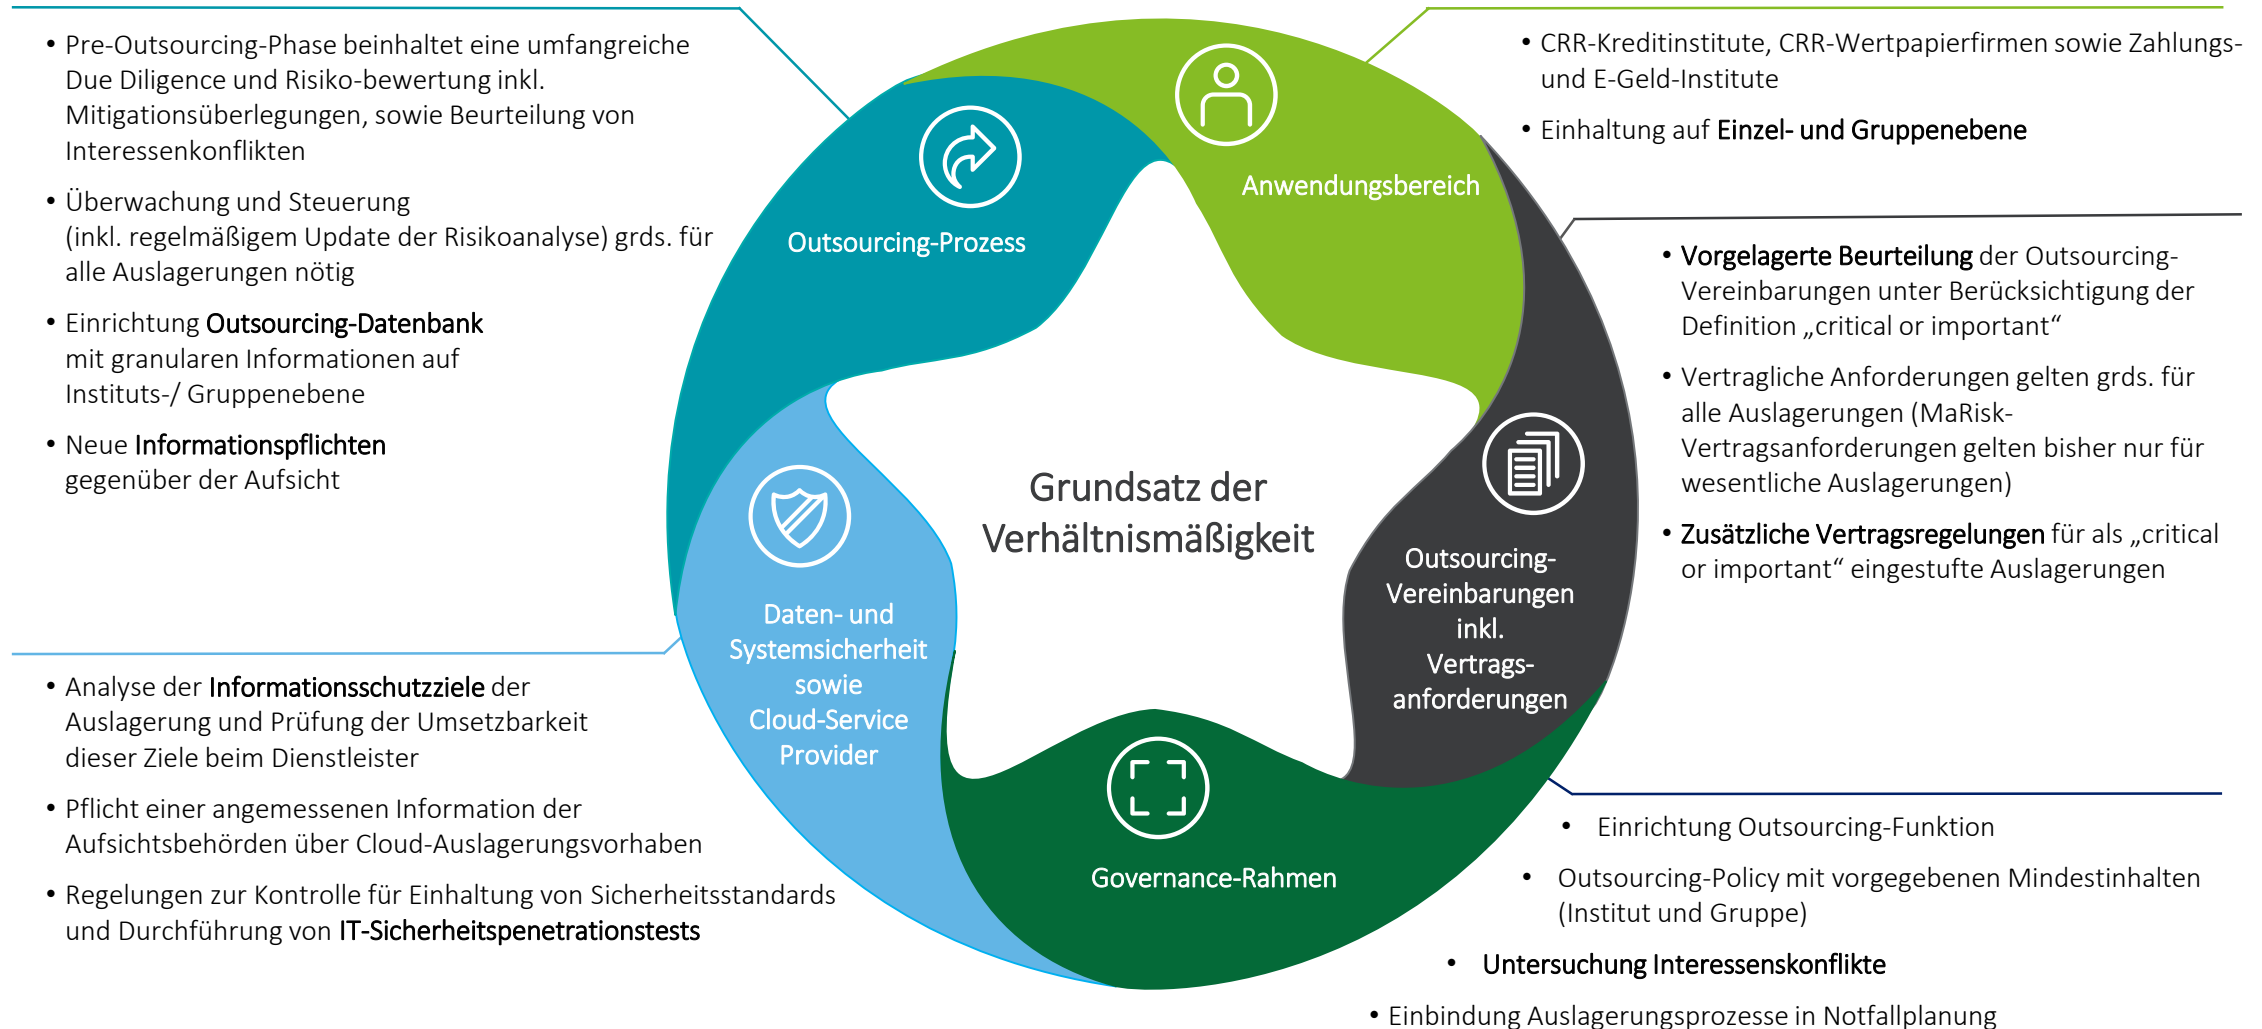 • Pre-Outsourcing-Phase beinhaltet eine umfangreiche
Due Diligence und Risiko-bewertung inkl.
Mitigationsüberlegungen, sowie Beurteilung von
Interessenkonflikten
• Überwachung und Steuerung
(inkl. regelmäßigem Update der Risikoanalyse) grds. für
alle Auslagerungen nötig
• Einrichtung Outsourcing-Datenbank
mit granularen Informationen auf
Instituts-/ Gruppenebene
• Neue Informationspflichten
gegenüber der Aufsicht
Outsourcing-Prozess
Anwendungsbereich
• CRR-Kreditinstitute, CRR-Wertpapierfirmen sowie Zahlungs-
und E-Geld-Institute
• Einhaltung auf Einzel- und Gruppenebene
• Vorgelagerte Beurteilung der Outsourcing-
Vereinbarungen unter Berücksichtigung der
Definition „critical or important“
• Vertragliche Anforderungen gelten grds. für
alle Auslagerungen (MaRisk-
Vertragsanforderungen gelten bisher nur für
wesentliche Auslagerungen)
• Zusätzliche Vertragsregelungen für als „critical
or important“ eingestufte Auslagerungen
Grundsatz der
Verhältnismäßigkeit
Outsourcing-
Vereinbarungen
inkl.
Vertrags-
anforderungen
Daten- und
Systemsicherheit
sowie
Cloud-Service
Provider
• Analyse der Informationsschutzziele der
Auslagerung und Prüfung der Umsetzbarkeit
dieser Ziele beim Dienstleister
• Pflicht einer angemessenen Information der
Aufsichtsbehörden über Cloud-Auslagerungsvorhaben
• Regelungen zur Kontrolle für Einhaltung von Sicherheitsstandards
und Durchführung von IT-Sicherheitspenetrationstests
Governance-Rahmen
• Einrichtung Outsourcing-Funktion
• Outsourcing-Policy mit vorgegebenen Mindestinhalten
(Institut und Gruppe)
• Untersuchung Interessenskonflikte
• Einbindung Auslagerungsprozesse in Notfallplanung